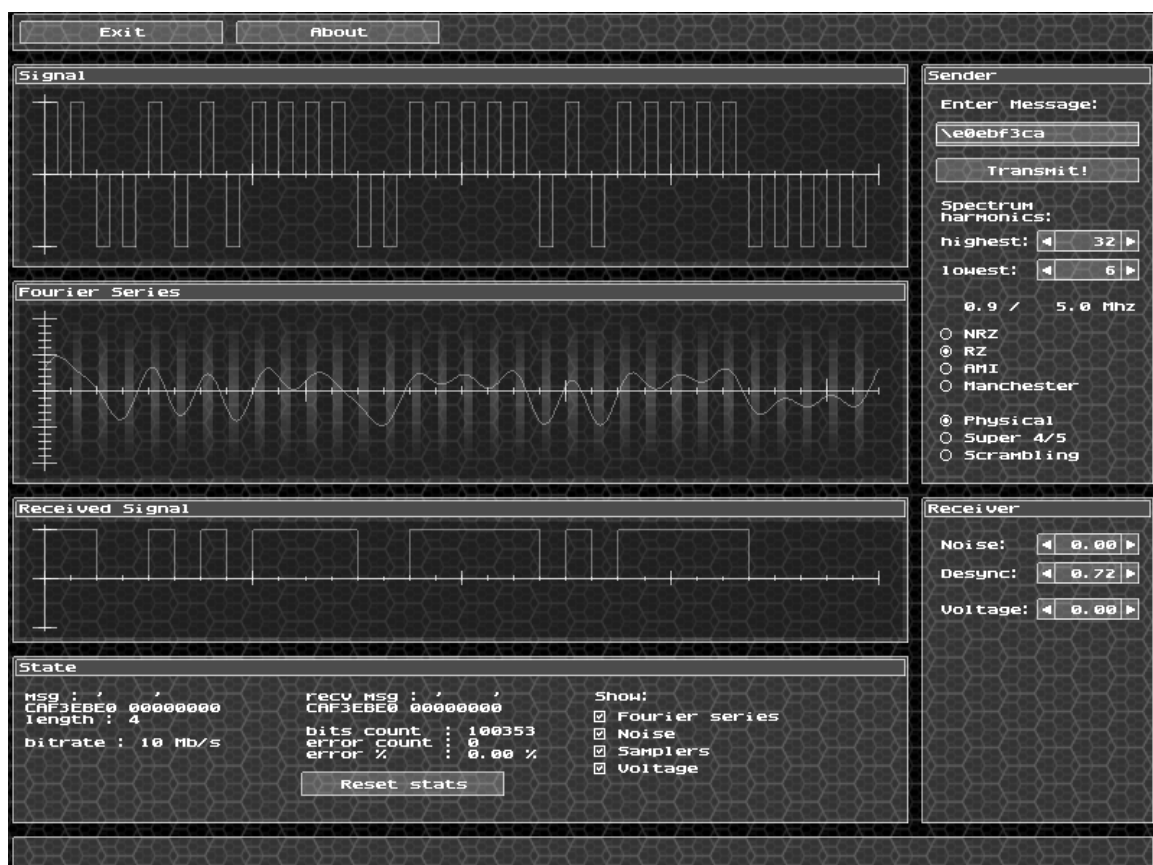 Exit About
Signal
Fourier Series
Received Signal
State
msg : ' '
CAF3EBE0 00000000
length : 4
bitrate : 10 Mb/s
recv msg : ' '
CAF3EBE0 00000000
bits count : 100353
error count : 0
error % : 0.00 %
Reset stats
Show:
Fourier series
Noise
Samplers
Voltage
Sender
Enter Message:
\e0ebf3ca
Transmit!
Spectrum
harmonics:
highest: 32
lowest: 6
0.9 / 5.0 Mhz
NRZ
RZ
AMI
Manchester
Physical
Super 4/5
Scrambling
Receiver
Noise: 0.00
Desync: 0.72
Voltage: 0.00